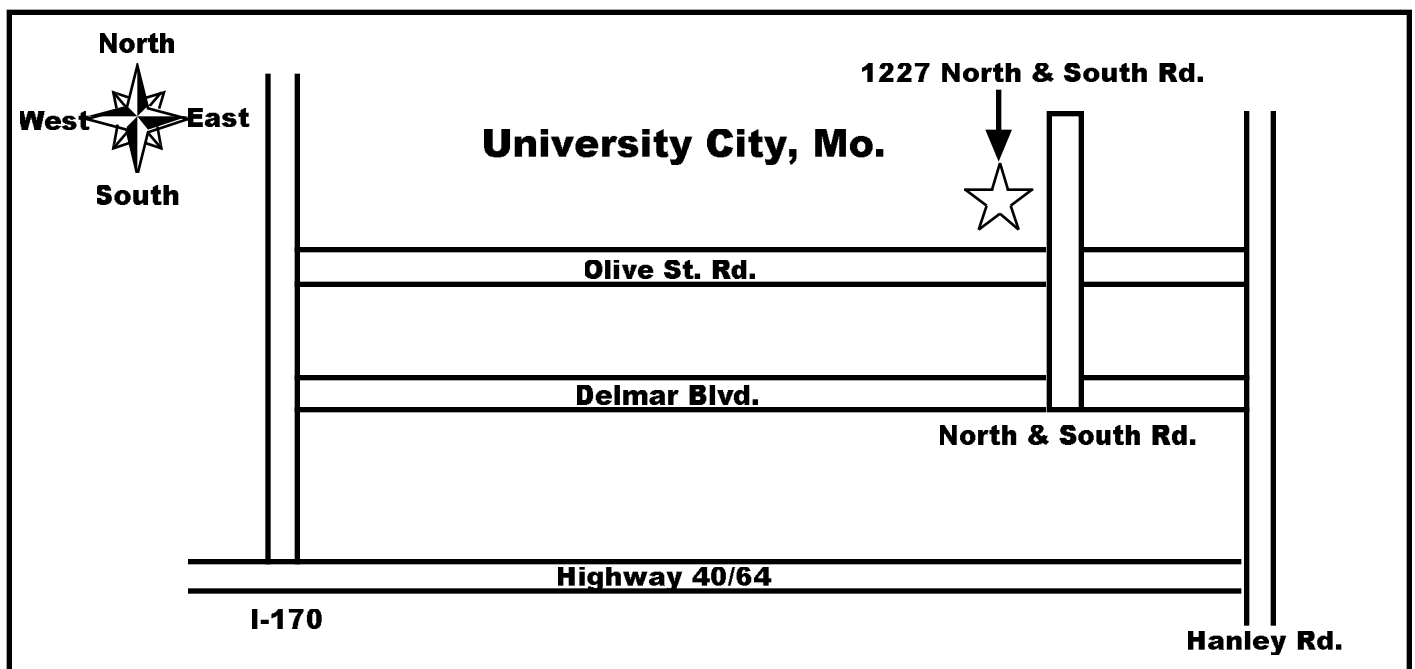 North
West
East
South
University City, Mo.
1227 North & South Rd.
Olive St. Rd.
Delmar Blvd.
North & South Rd.
Highway 40/64
I-170
Hanley Rd.